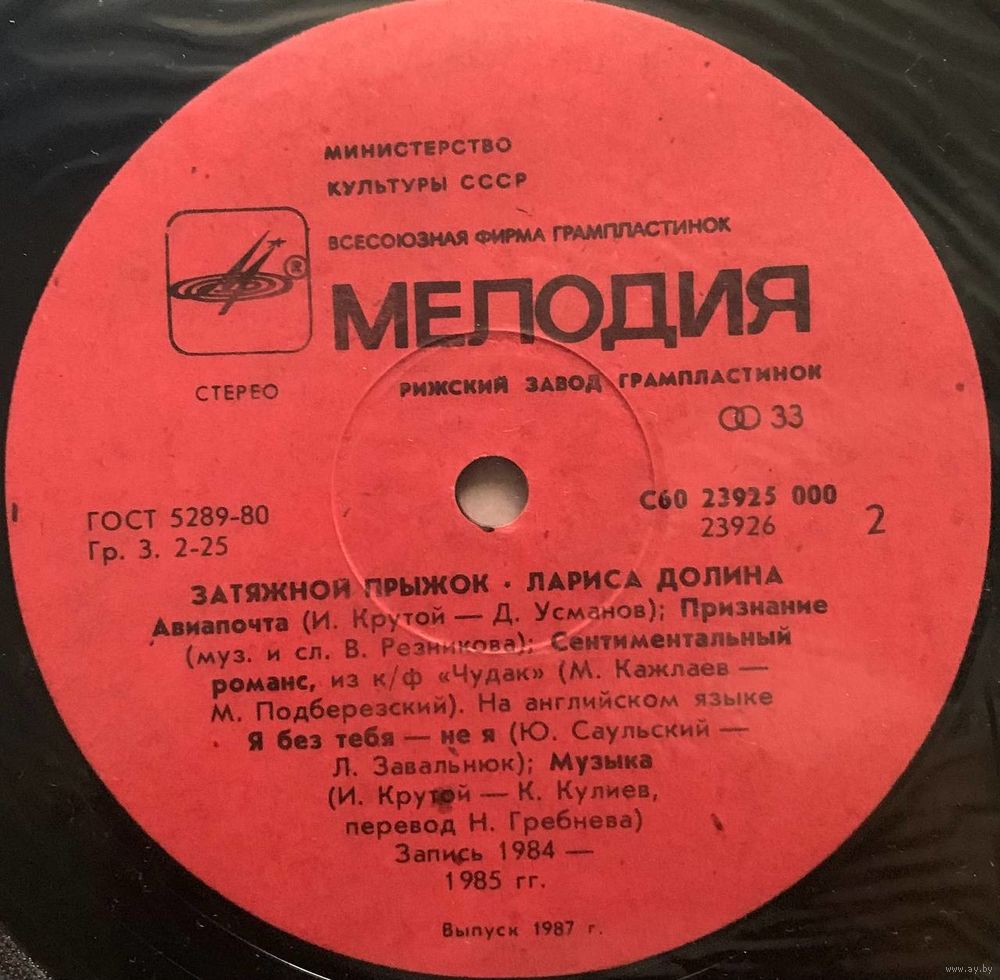 МИНИСТЕРСТВО
КУЛЬТУРЫ СССР
ВСЕСОЮЗНАЯ ФИРМА ГРАМПЛАСТИНОК
®
МЕЛОДИЯ
СТЕРЕО
РИЖСКИЙ ЗАВОД ГРАМПЛАСТИНОК
33
ГОСТ 5289-80
Гр. 3. 2-25
С60 23925 000
23926
2
ЗАТЯЖНОЙ ПРЫЖОК · ЛАРИСА ДОЛИНА
Авиапочта (И. Крутой — Д. Усманов); Признание
(муз. и сл. В. Резникова); Сентиментальный
романс, из к/ф «Чудак» (М. Кажлаев —
М. Подберезский). На английском языке
Я без тебя — не я (Ю. Саульский —
Л. Завальнюк); Музыка
(И. Крутой — К. Кулиев,
перевод Н. Гребнева)
Запись 1984 —
1985 гг.
Выпуск 1987 г.
www.ay.by